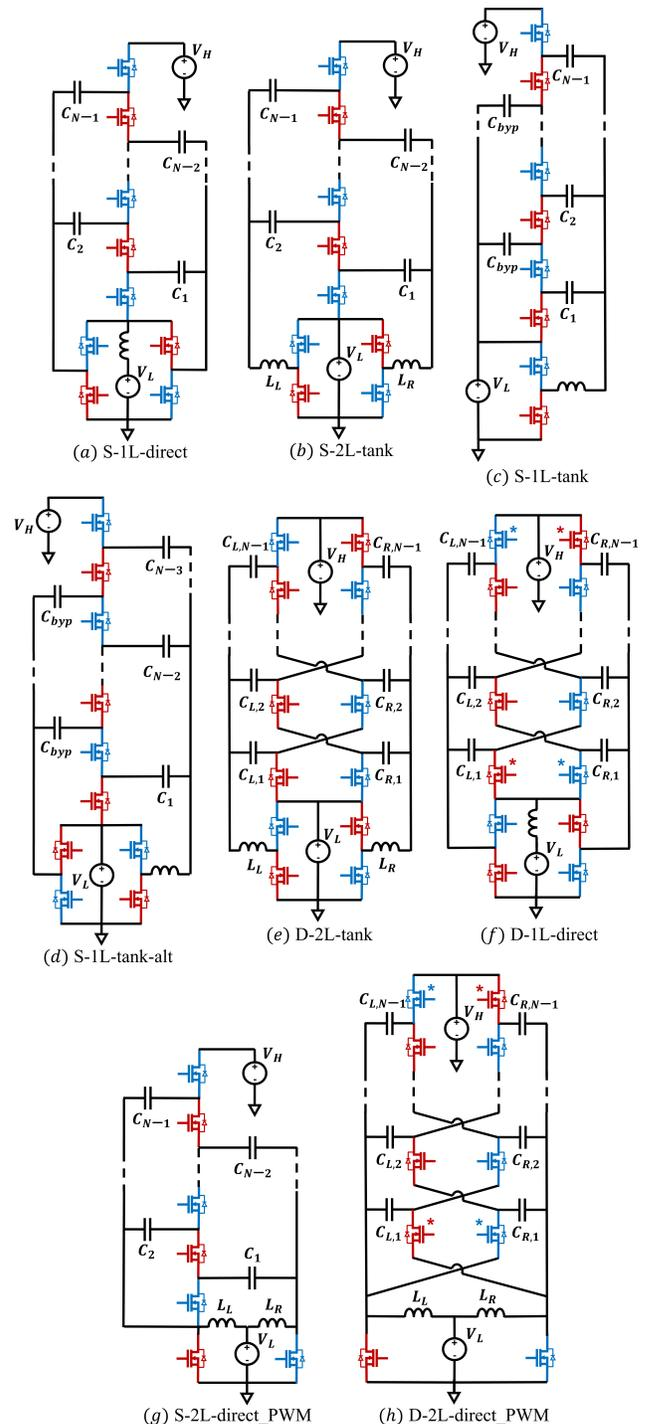 V_H
C_{N-1}
C_{N-2}
C_2
C_1
V_L
(a) S-1L-direct
V_H
C_{N-1}
C_{N-2}
C_2
C_1
L_L
V_L
L_R
(b) S-2L-tank
V_H
C_{N-1}
C_{byp}
C_2
C_{byp}
C_1
V_L
(c) S-1L-tank
V_H
C_{N-3}
C_{byp}
C_{N-2}
C_{byp}
C_1
V_L
(d) S-1L-tank-alt
C_{L,N-1}
C_{R,N-1}
V_H
C_{L,2}
C_{R,2}
C_{L,1}
C_{R,1}
V_L
L_L
L_R
(e) D-2L-tank
C_{L,N-1}
*
*
C_{R,N-1}
V_H
C_{L,2}
C_{R,2}
C_{L,1}
*
*
C_{R,1}
V_L
(f) D-1L-direct
V_H
C_{N-1}
C_{N-2}
C_2
C_1
L_L
L_R
V_L
(g) S-2L-direct_PWM
C_{L,N-1}
*
*
C_{R,N-1}
V_H
C_{L,2}
C_{R,2}
C_{L,1}
*
*
C_{R,1}
L_L
L_R
V_L
(h) D-2L-direct_PWM